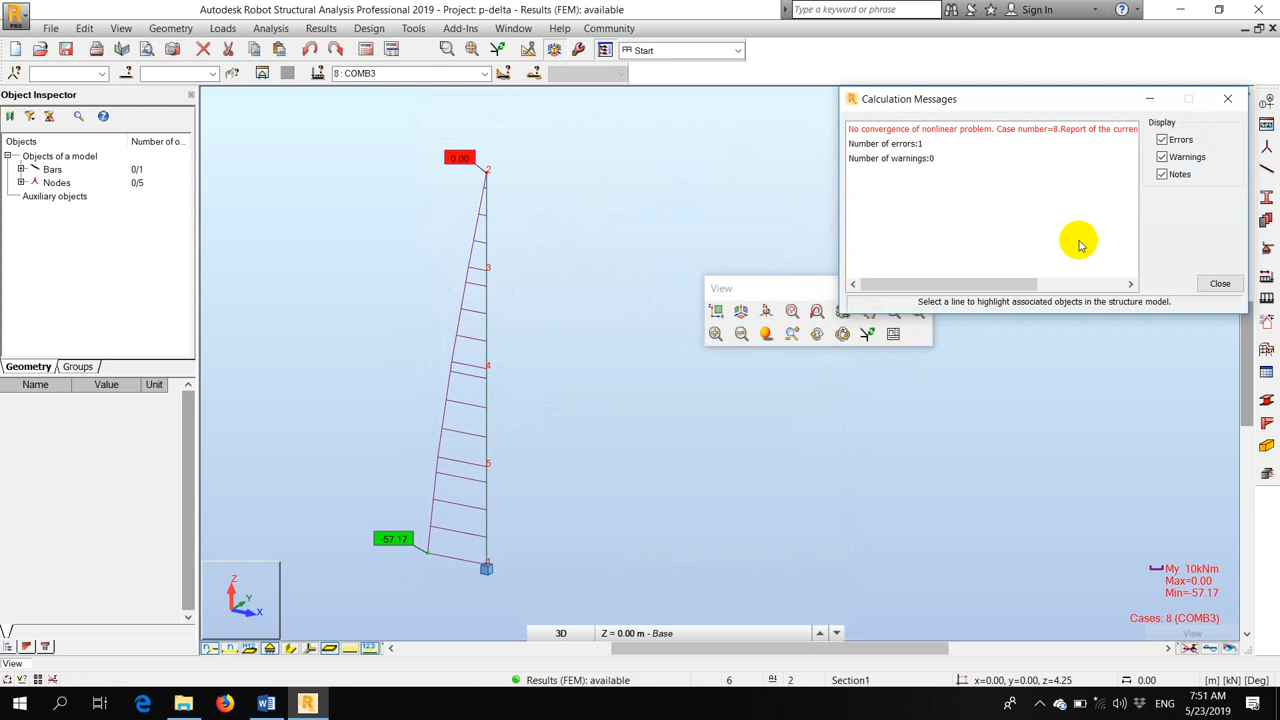 Autodesk Robot Structural Analysis Professional 2019 - Project: p-delta - Results (FEM): available
Type a keyword or phrase
Sign In
PRO
File Edit View Geometry Loads Analysis Results Design Tools Add-Ins Window Help Community
Start
8 : COMB3
Object Inspector
Objects Number of o...
Objects of a model
Bars 0/1
Nodes 0/5
Auxiliary objects
Geometry Groups
Name Value Unit
0.00
2
3
4
5
-57.17
1
Z
Y
X
Calculation Messages
No convergence of nonlinear problem. Case number=8.Report of the curren
Number of errors:1
Number of warnings:0
Display
Errors
Warnings
Notes
Close
Select a line to highlight associated objects in the structure model.
View
My 10kNm
Max=0.00
Min=-57.17
Cases: 8 (COMB3)
View
3D Z = 0.00 m - Base
View
Results (FEM): available 6 2 Section1 x=0.00, y=0.00, z=4.25 0.00 [m] [kN] [Deg]
ENG
7:51 AM
5/23/2019